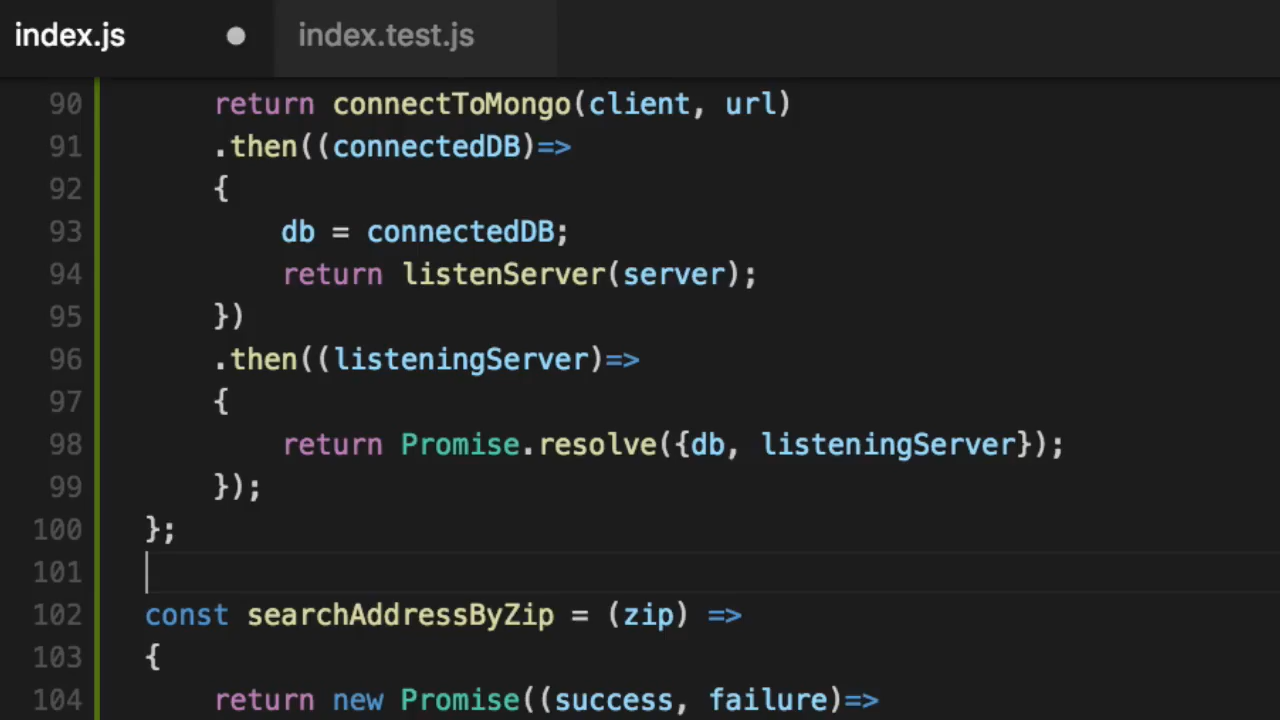 index.js
index.test.js
90 return connectToMongo(client, url)
91 .then((connectedDB)=>
92 {
93 db = connectedDB;
94 return listenServer(server);
95 })
96 .then((listeningServer)=>
97 {
98 return Promise.resolve({db, listeningServer});
99 });
100 };
101
102 const searchAddressByZip = (zip) =>
103 {
104 return new Promise((success, failure)=>